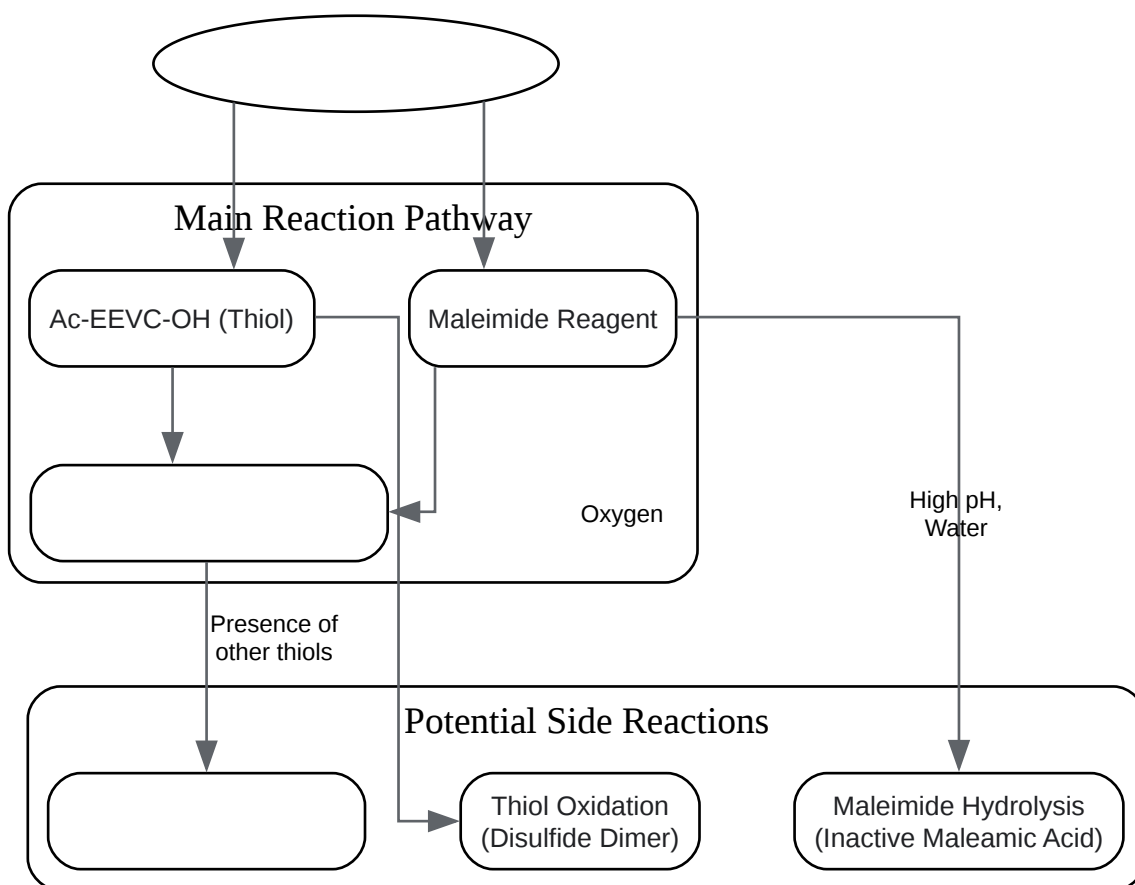 Main Reaction Pathway
Ac-EEVC-OH (Thiol)
Maleimide Reagent
Oxygen
High pH,
Water
Presence of
other thiols
Potential Side Reactions
Thiol Oxidation
(Disulfide Dimer)
Maleimide Hydrolysis
(Inactive Maleamic Acid)